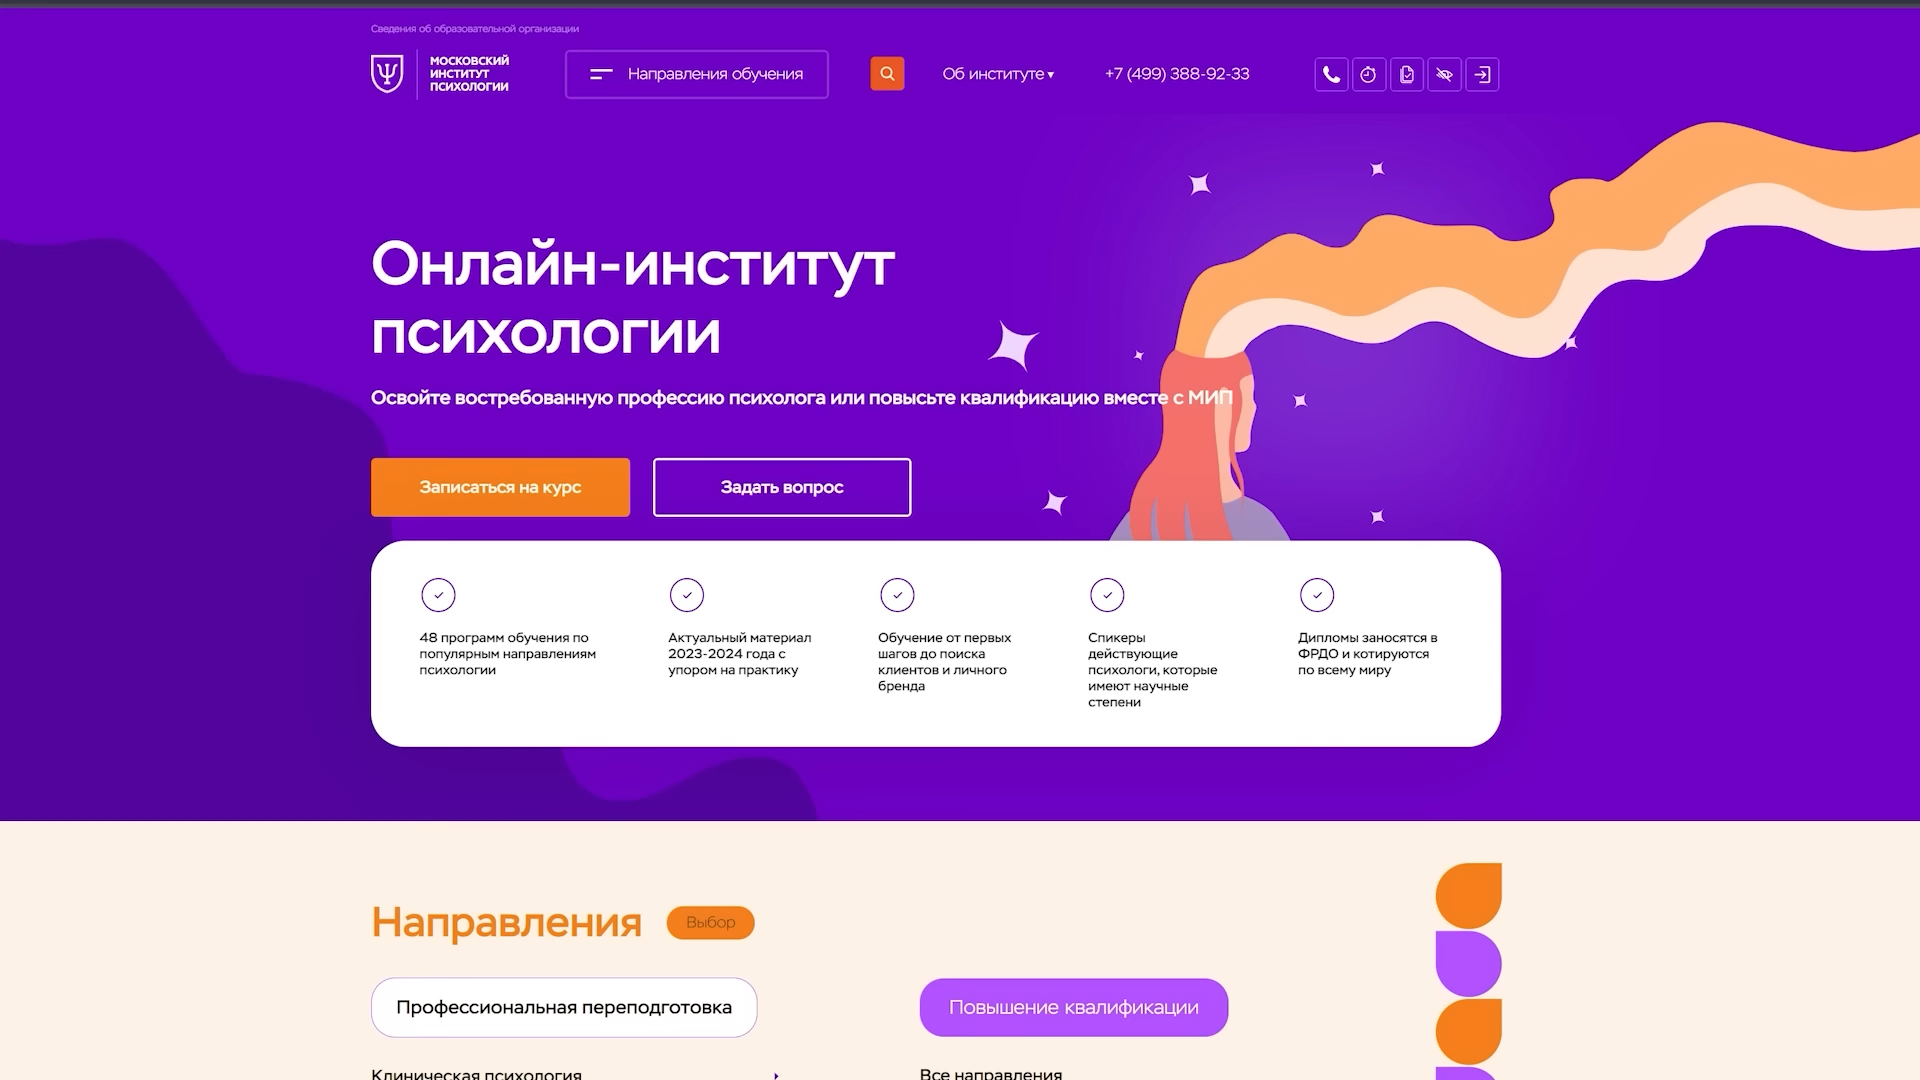 Сведения об образовательной организации
МОСКОВСКИЙ
ИНСТИТУТ
ПСИХОЛОГИИ
Направления обучения
Об институте ▾
+7 (499) 388-92-33
Онлайн-институт
психологии
Освойте востребованную профессию психолога или повысьте квалификацию вместе с МИП
Записаться на курс
Задать вопрос
48 программ обучения по
популярным направлениям
психологии
Актуальный материал
2023-2024 года с
упором на практику
Обучение от первых
шагов до поиска
клиентов и личного
бренда
Спикеры
действующие
психологи, которые
имеют научные
степени
Дипломы заносятся в
ФРДО и котируются
по всему миру
Направления
Выбор
Профессиональная переподготовка
Повышение квалификации
Клиническая психология
Все направления